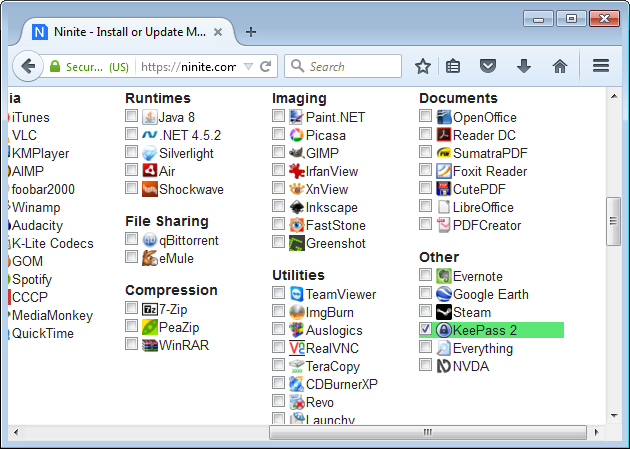 Ninite - Install or Update M...
Secur... (US)
https://ninite.com
Search
ia
iTunes
VLC
KMPlayer
AIMP
foobar2000
Winamp
Audacity
K-Lite Codecs
GOM
Spotify
CCCP
MediaMonkey
QuickTime
Runtimes
Java 8
.NET 4.5.2
Silverlight
Air
Shockwave
File Sharing
qBittorrent
eMule
Compression
7-Zip
PeaZip
WinRAR
Imaging
Paint.NET
Picasa
GIMP
IrfanView
XnView
Inkscape
FastStone
Greenshot
Utilities
TeamViewer
ImgBurn
Auslogics
RealVNC
TeraCopy
CDBurnerXP
Revo
Launchy
Documents
OpenOffice
Reader DC
SumatraPDF
Foxit Reader
CutePDF
LibreOffice
PDFCreator
Other
Evernote
Google Earth
Steam
KeePass 2
Everything
NVDA